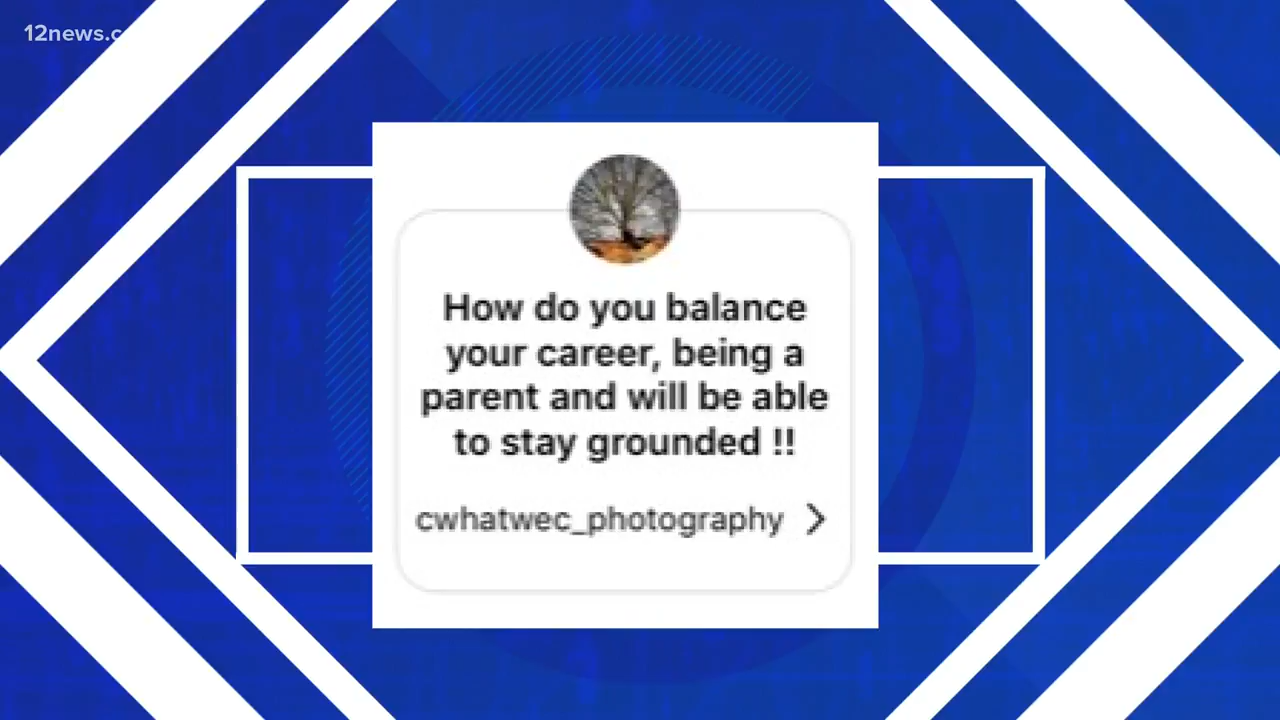 12news.c
How do you balance
your career, being a
parent and will be able
to stay grounded !!
cwhatwec_photography